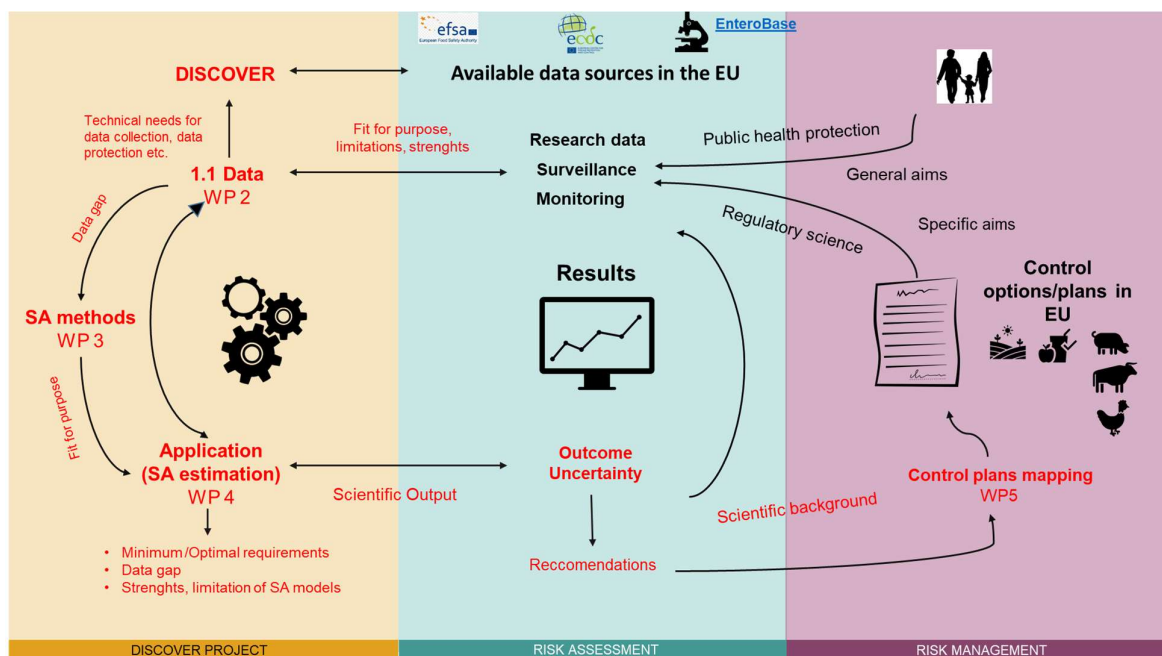 efsa
European Food Safety Authority
ecdc
EnteroBase
DISCOVER
Available data sources in the EU
Technical needs for
data collection, data
protection etc.
Fit for purpose,
limitations, strenghts
1.1 Data
WP 2
Research data
Surveillance
Monitoring
Public health protection
General aims
Regulatory science
Specific aims
Data gap
SA methods
WP 3
Results
Control
options/plans in
EU
Fit for purpose
Application
(SA estimation)
WP 4
Scientific Output
Outcome
Uncertainty
Control plans mapping
WP5
Scientific background
• Minimum/Optimal requirements
• Data gap
• Strenghts, limitation of SA models
Reccomendations
DISCOVER PROJECT
RISK ASSESSMENT
RISK MANAGEMENT